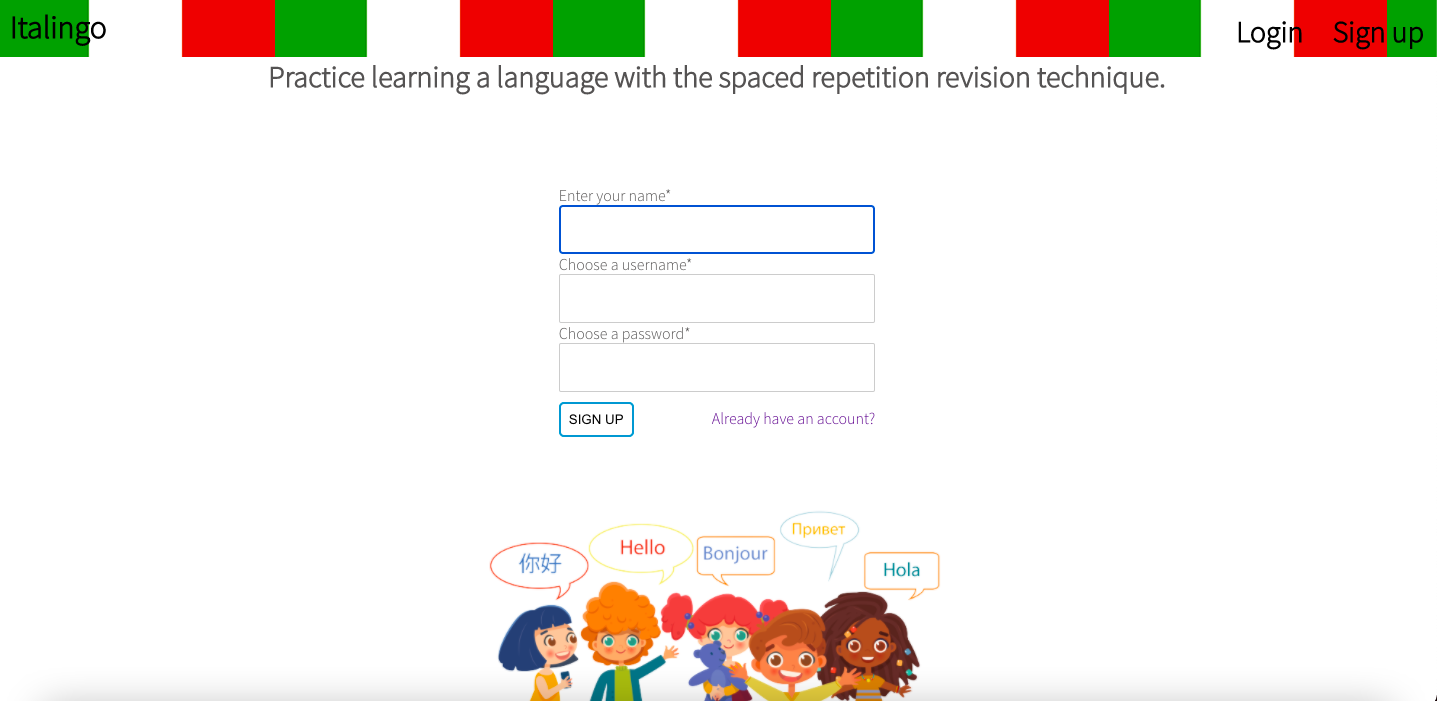 Italingo
Login Sign up
Practice learning a language with the spaced repetition revision technique.
Enter your name*
Choose a username*
Choose a password*
SIGN UP
Already have an account?
你好
Hello
Bonjour
Привет
Hola